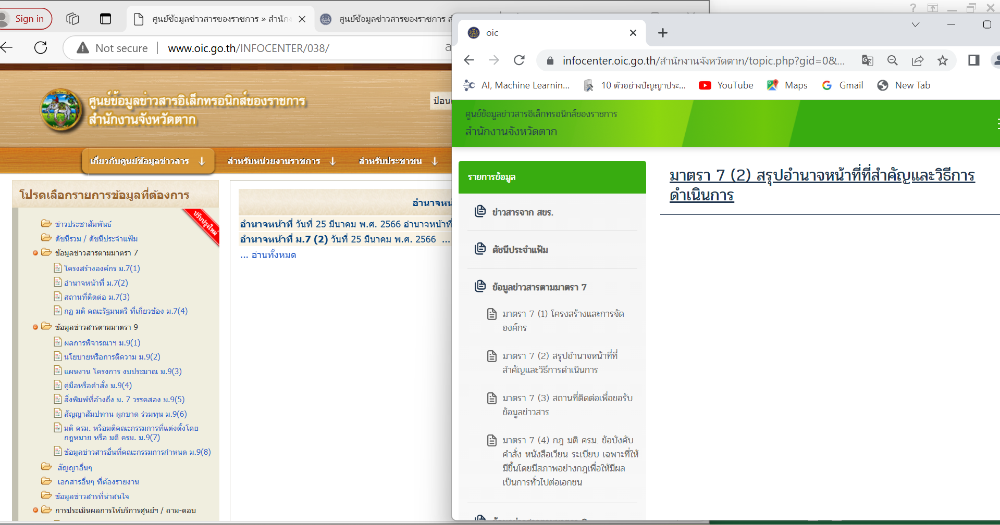 Sign in
ศูนย์ข้อมูลข่าวสารของราชการ » สำนัก
ศูนย์ข้อมูลข่าวสารของราชการ
Not secure
www.oic.go.th/INFOCENTER/038/
ศูนย์ข้อมูลข่าวสารอิเล็กทรอนิกส์ของราชการ
สำนักงานจังหวัดตาก
ป้อน
เกี่ยวกับศูนย์ข้อมูลข่าวสาร
สำหรับหน่วยงานราชการ
สำหรับประชาชน
โปรดเลือกรายการข้อมูลที่ต้องการ
ปรับปรุงใหม่
ข่าวประชาสัมพันธ์
ดัชนีรวม / ดัชนีประจำแฟ้ม
ข้อมูลข่าวสารตามมาตรา 7
โครงสร้างองค์กร ม.7(1)
อำนาจหน้าที่ ม.7(2)
สถานที่ติดต่อ ม.7(3)
กฏ มติ คณะรัฐมนตรี ที่เกี่ยวข้อง ม.7(4)
ข้อมูลข่าวสารตามมาตรา 9
ผลการพิจารณาฯ ม.9(1)
นโยบายหรือการตีความ ม.9(2)
แผนงาน โครงการ งบประมาณ ม.9(3)
คู่มือหรือคำสั่ง ม.9(4)
สิ่งพิมพ์ที่อ้างถึง ม. 7 วรรคสอง ม.9(5)
สัญญาสัมปทาน ผูกขาด ร่วมทุน ม.9(6)
มติ ครม. หรือมติคณะกรรมการที่แต่งตั้งโดย
กฎหมาย หรือ มติ ครม. ม.9(7)
ข้อมูลข่าวสารอื่นที่คณะกรรมการกำหนด ม.9(8)
สัญญาอื่นๆ
เอกสารอื่นๆ ที่ต้องรายงาน
ข้อมูลข่าวสารที่น่าสนใจ
การประเมินผลการให้บริการศูนย์ฯ / ถาม-ตอบ
อำนาจหน
อำนาจหน้าที่ วันที่ 25 มีนาคม พ.ศ. 2566 อำนาจหน้าที่
อำนาจหน้าที่ ม.7 (2) วันที่ 25 มีนาคม พ.ศ. 2566 ...
... อ่านทั้งหมด
oic
infocenter.oic.go.th/สำนักงานจังหวัดตาก/topic.php?gid=0&...
AI, Machine Learnin...
10 ตัวอย่างปัญญาประ...
YouTube
Maps
Gmail
New Tab
ศูนย์ข้อมูลข่าวสารอิเล็กทรอนิกส์ของราชการ
สำนักงานจังหวัดตาก
รายการข้อมูล
ข่าวสารจาก สขร.
ดัชนีประจำแฟ้ม
ข้อมูลข่าวสารตามมาตรา 7
มาตรา 7 (1) โครงสร้างและการจัด
องค์กร
มาตรา 7 (2) สรุปอำนาจหน้าที่ที่
สำคัญและวิธีการดำเนินการ
มาตรา 7 (3) สถานที่ติดต่อเพื่อขอรับ
ข้อมูลข่าวสาร
มาตรา 7 (4) กฎ มติ ครม. ข้อบังคับ
คำสั่ง หนังสือเวียน ระเบียบ เฉพาะที่ให้
มีขึ้นโดยมีสภาพอย่างกฎเพื่อให้มีผล
เป็นการทั่วไปต่อเอกชน
มาตรา 7 (2) สรุปอำนาจหน้าที่ที่สำคัญและวิธีการ
ดำเนินการ